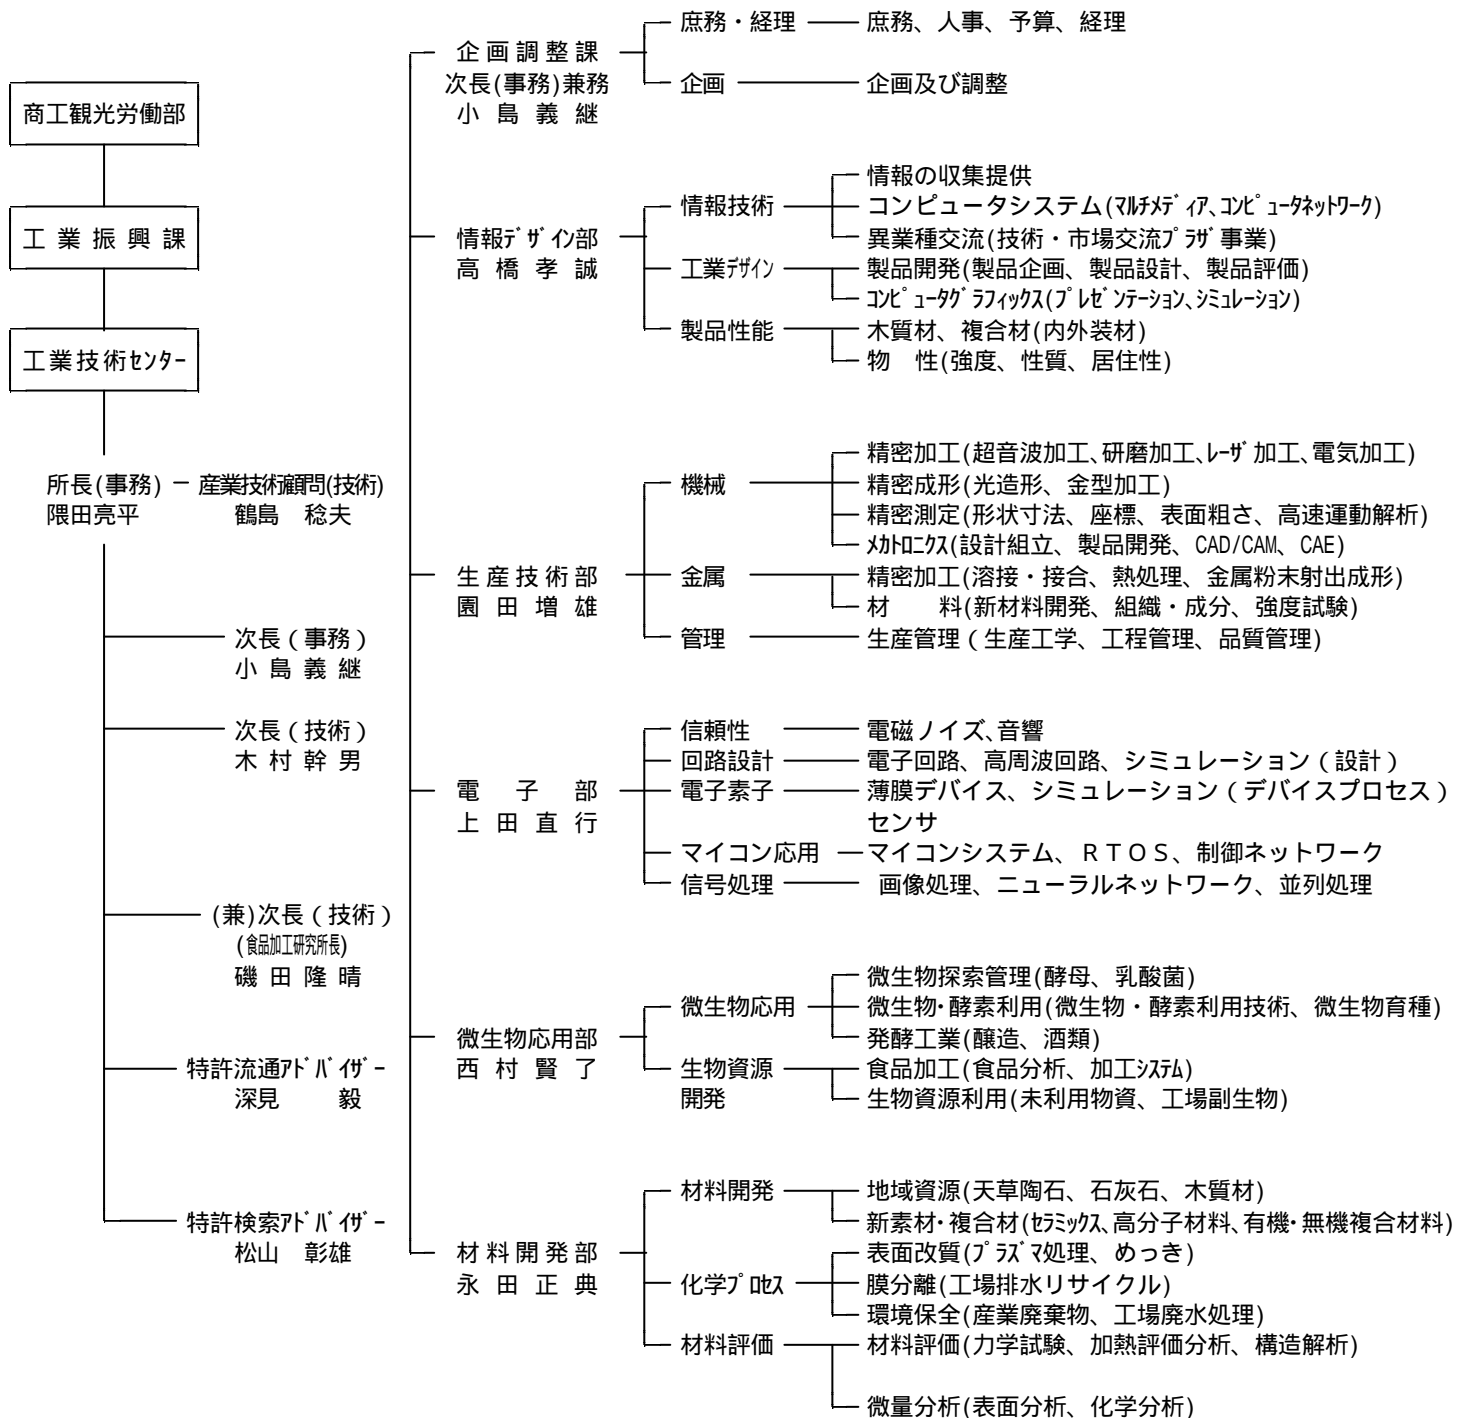 商工観光労働部
工業振興課
工業技術ｾﾝﾀｰ
所長(事務)
隈田亮平
産業技術顧問(技術)
鶴島　稔夫
次長（事務）
小島義継
次長（技術）
木村幹男
(兼)次長（技術）
(食品加工研究所長)
磯田隆晴
特許流通ｱﾄﾞﾊﾞｲｻﾞｰ
深見　毅
特許検索ｱﾄﾞﾊﾞｲｻﾞｰ
松山　彰雄
企画調整課
次長(事務)兼務
小島義継
庶務・経理
庶務、人事、予算、経理
企画
企画及び調整
情報ﾃﾞｻﾞｲﾝ部
高橋孝誠
情報技術
情報の収集提供
コンピュータシステム(ﾏﾙﾁﾒﾃﾞｨｱ､ｺﾝﾋﾟｭｰﾀﾈｯﾄﾜｰｸ)
異業種交流(技術・市場交流ﾌﾟﾗｻﾞ事業)
工業ﾃﾞｻﾞｲﾝ
製品開発(製品企画、製品設計、製品評価)
ｺﾝﾋﾟｭｰﾀｸﾞﾗﾌｨｯｸｽ(ﾌﾟﾚｾﾞﾝﾃｰｼｮﾝ､ｼﾐｭﾚｰｼｮﾝ)
製品性能
木質材、複合材(内外装材)
物　性(強度、性質、居住性)
生産技術部
園田増雄
機械
精密加工(超音波加工､研磨加工､ﾚｰｻﾞ加工､電気加工)
精密成形(光造形、金型加工)
精密測定(形状寸法、座標、表面粗さ、高速運動解析)
ﾒｶﾄﾛﾆｸｽ(設計組立、製品開発、CAD/CAM、CAE)
金属
精密加工(溶接・接合、熱処理、金属粉末射出成形)
材　　料(新材料開発、組織・成分、強度試験)
管理
生産管理（生産工学、工程管理、品質管理)
電子部
上田直行
信頼性
電磁ノイズ､音響
回路設計
電子回路、高周波回路、シミュレーション（設計）
電子素子
薄膜デバイス、シミュレーション（デバイスプロセス）
センサ
マイコン応用
マイコンシステム、ＲＴＯＳ、制御ネットワーク
信号処理
画像処理、ニューラルネットワーク、並列処理
微生物応用部
西村賢了
微生物応用
微生物探索管理(酵母、乳酸菌)
微生物･酵素利用(微生物・酵素利用技術、微生物育種)
発酵工業(醸造、酒類)
生物資源
開発
食品加工(食品分析、加工ｼｽﾃﾑ)
生物資源利用(未利用物資、工場副生物)
材料開発部
永田正典
材料開発
地域資源(天草陶石、石灰石、木質材)
新素材･複合材(ｾﾗﾐｯｸｽ､高分子材料､有機･無機複合材料)
化学ﾌﾟﾛｾｽ
表面改質(ﾌﾟﾗｽﾞﾏ処理、めっき)
膜分離(工場排水リサイクル)
環境保全(産業廃棄物、工場廃水処理)
材料評価
材料評価(力学試験、加熱評価分析、構造解析)
微量分析(表面分析、化学分析)